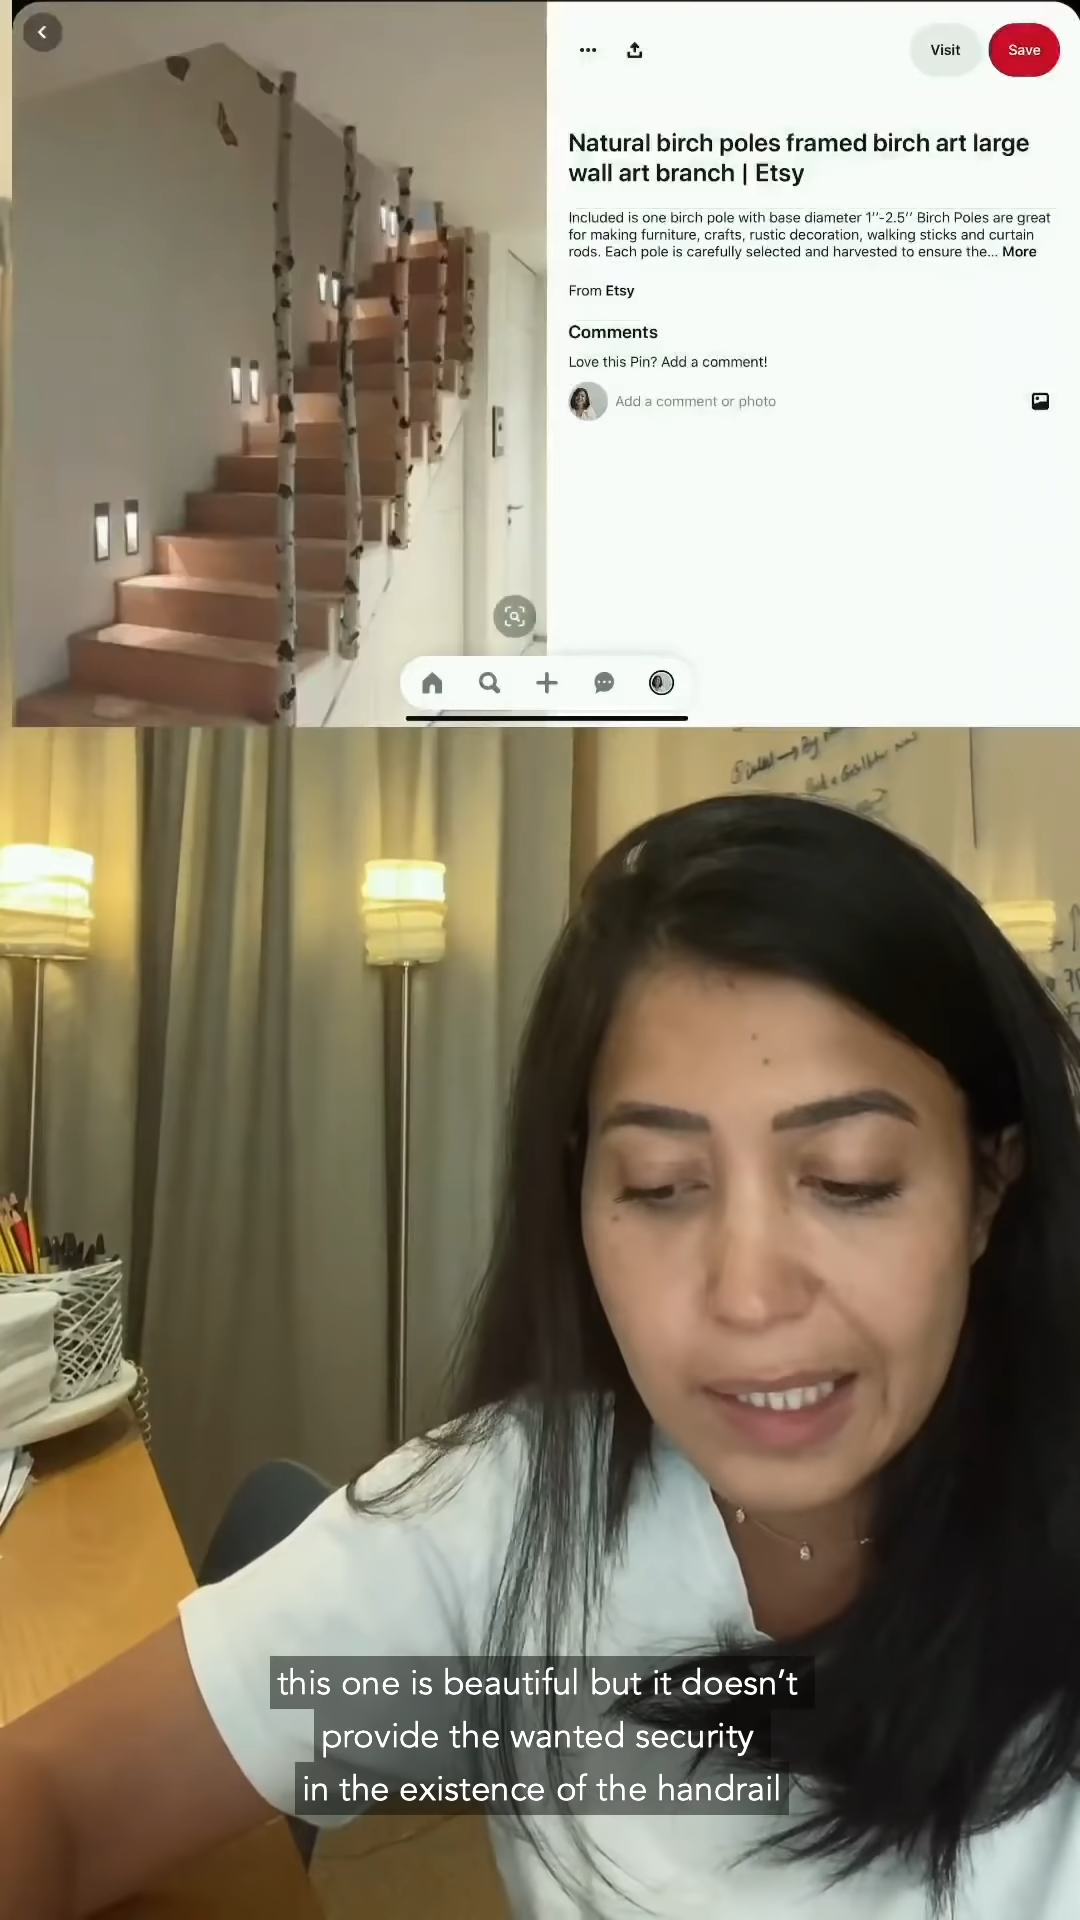 Visit
Save
Natural birch poles framed birch art large
wall art branch | Etsy
Included is one birch pole with base diameter 1’’-2.5’’ Birch Poles are great
for making furniture, crafts, rustic decoration, walking sticks and curtain
rods. Each pole is carefully selected and harvested to ensure the... More
From Etsy
Comments
Love this Pin? Add a comment!
Add a comment or photo
this one is beautiful but it doesn’t
provide the wanted security
in the existence of the handrail